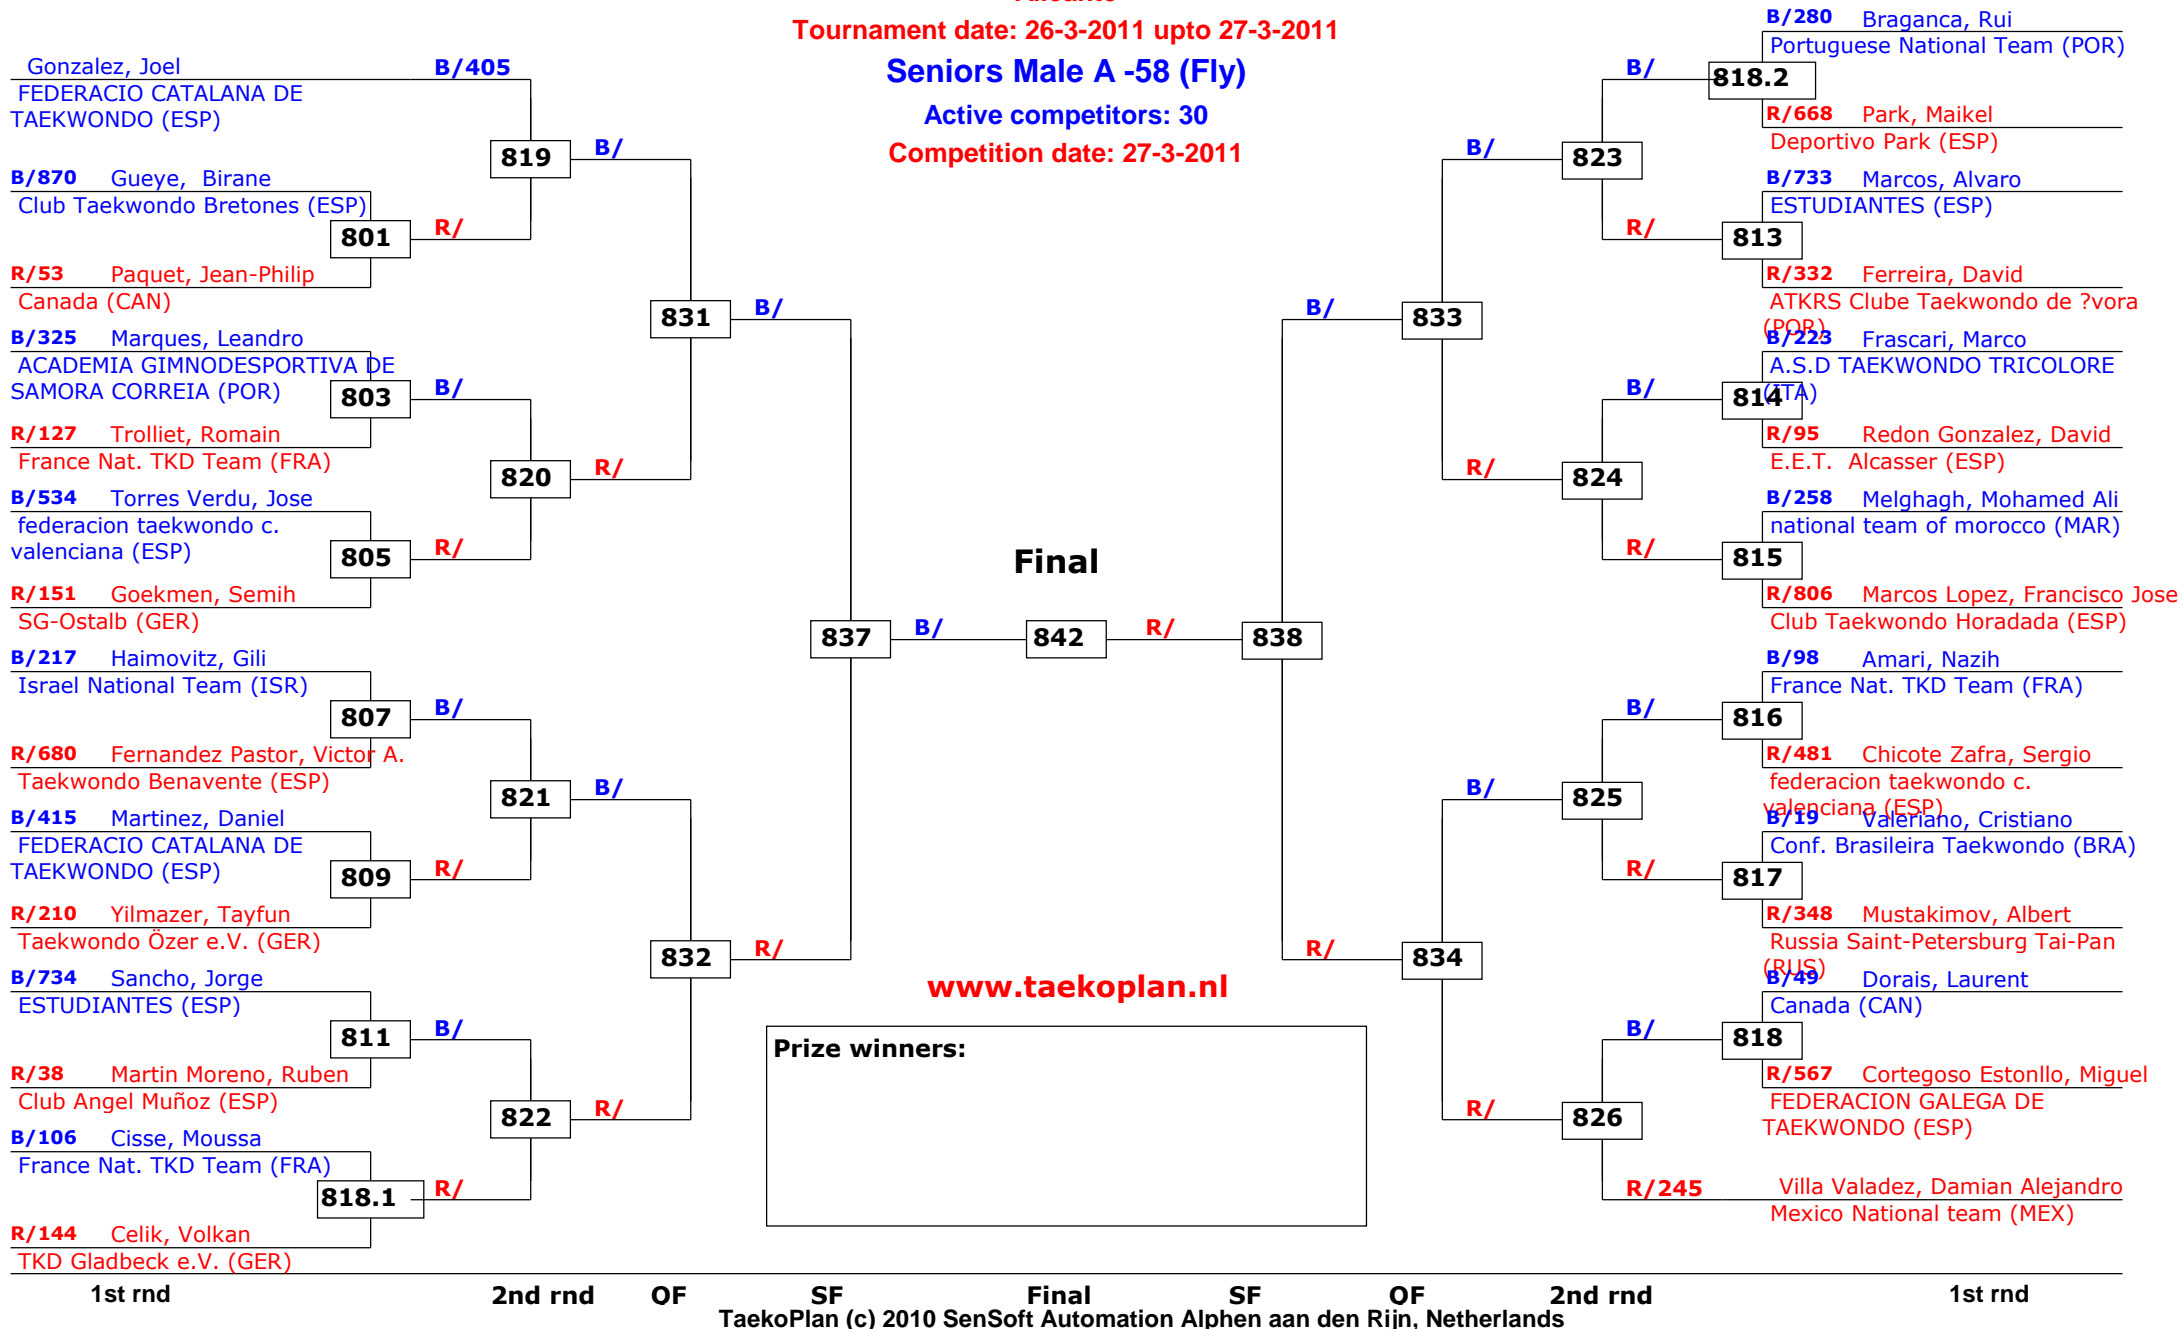 Tournament date: 26-3-2011 upto 27-3-2011
Seniors Male A -58 (Fly)
Active competitors: 30
Competition date: 27-3-2011
Gonzalez, Joel
B/405
FEDERACIO CATALANA DE
TAEKWONDO (ESP)
819
B/
B/870 Gueye, Birane
Club Taekwondo Bretones (ESP)
801
R/
R/53 Paquet, Jean-Philip
Canada (CAN)
831
B/
B/325 Marques, Leandro
ACADEMIA GIMNODESPORTIVA DE
SAMORA CORREIA (POR)
803
B/
R/127 Trolliet, Romain
France Nat. TKD Team (FRA)
820
R/
B/534 Torres Verdu, Jose
federacion taekwondo c.
valenciana (ESP)
805
R/
R/151 Goekmen, Semih
SG-Ostalb (GER)
837
B/
B/217 Haimovitz, Gili
Israel National Team (ISR)
807
B/
R/680 Fernandez Pastor, Victor A.
Taekwondo Benavente (ESP)
821
B/
B/415 Martinez, Daniel
FEDERACIO CATALANA DE
TAEKWONDO (ESP)
809
R/
R/210 Yilmazer, Tayfun
Taekwondo Özer e.V. (GER)
832
R/
B/734 Sancho, Jorge
ESTUDIANTES (ESP)
811
B/
R/38 Martin Moreno, Ruben
Club Angel Muñoz (ESP)
822
R/
B/106 Cisse, Moussa
France Nat. TKD Team (FRA)
818.1
R/
R/144 Celik, Volkan
TKD Gladbeck e.V. (GER)
Final
842
R/
838
www.taekoplan.nl
Prize winners:
B/280 Braganca, Rui
Portuguese National Team (POR)
B/
818.2
R/668 Park, Maikel
Deportivo Park (ESP)
B/
823
B/733 Marcos, Alvaro
ESTUDIANTES (ESP)
R/
813
R/332 Ferreira, David
ATKRS Clube Taekwondo de ?vora
(POR)
B/
833
B/223 Frascari, Marco
A.S.D TAEKWONDO TRICOLORE
(ITA)
B/
814
R/95 Redon Gonzalez, David
E.E.T. Alcasser (ESP)
R/
824
B/258 Melghagh, Mohamed Ali
national team of morocco (MAR)
R/
815
R/806 Marcos Lopez, Francisco Jose
Club Taekwondo Horadada (ESP)
B/98 Amari, Nazih
France Nat. TKD Team (FRA)
B/
816
R/481 Chicote Zafra, Sergio
federacion taekwondo c.
valenciana (ESP)
B/
825
B/19 Valeriano, Cristiano
Conf. Brasileira Taekwondo (BRA)
R/
817
R/348 Mustakimov, Albert
Russia Saint-Petersburg Tai-Pan
(RUS)
R/
834
B/49 Dorais, Laurent
Canada (CAN)
B/
818
R/567 Cortegoso Estonllo, Miguel
FEDERACION GALEGA DE
TAEKWONDO (ESP)
R/
826
R/245 Villa Valadez, Damian Alejandro
Mexico National team (MEX)
1st rnd 2nd rnd QF SF Final SF QF 2nd rnd 1st rnd
TaekoPlan (c) 2010 SenSoft Automation Alphen aan den Rijn, Netherlands